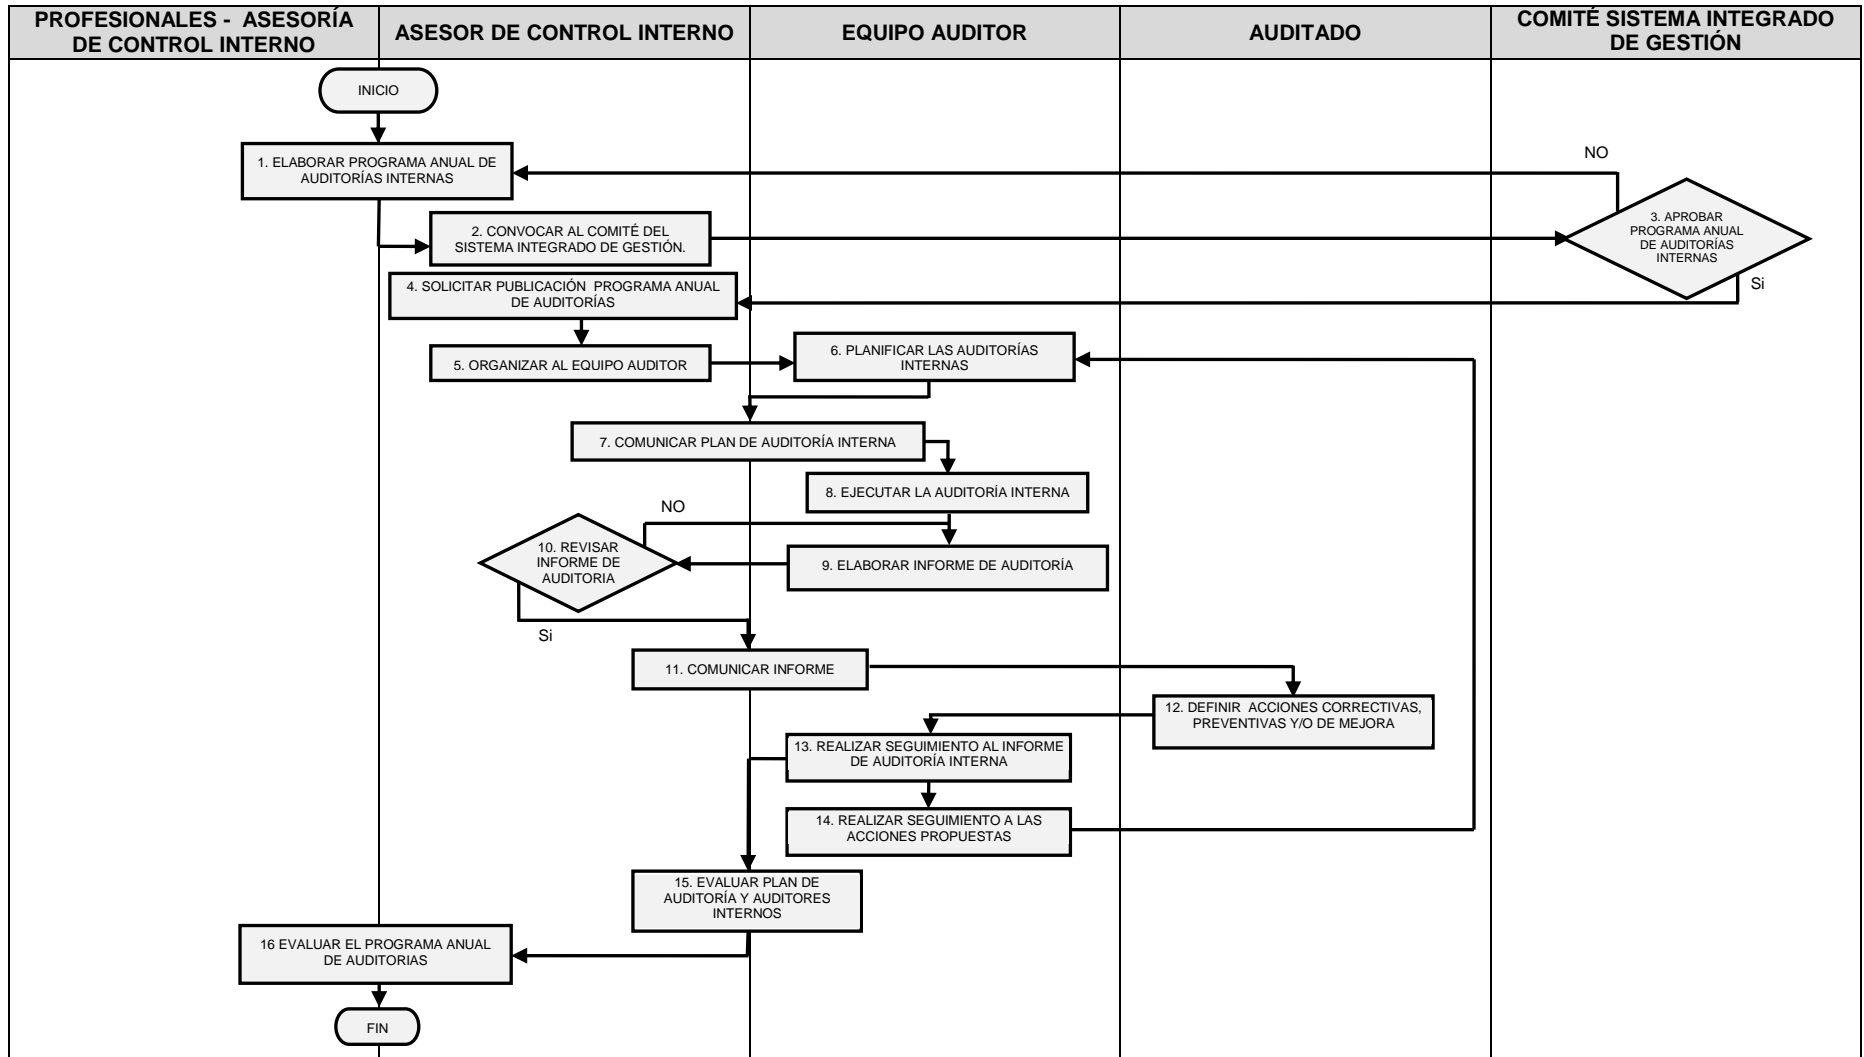 PROFESIONALES - ASESORÍA
DE CONTROL INTERNO
ASESOR DE CONTROL INTERNO
EQUIPO AUDITOR
AUDITADO
COMITÉ SISTEMA INTEGRADO
DE GESTIÓN
INICIO
1. ELABORAR PROGRAMA ANUAL DE
AUDITORÍAS INTERNAS
NO
2. CONVOCAR AL COMITÉ DEL
SISTEMA INTEGRADO DE GESTIÓN.
3. APROBAR
PROGRAMA ANUAL
DE AUDITORÍAS
INTERNAS
Si
4. SOLICITAR PUBLICACIÓN PROGRAMA ANUAL
DE AUDITORÍAS
5. ORGANIZAR AL EQUIPO AUDITOR
6. PLANIFICAR LAS AUDITORÍAS
INTERNAS
7. COMUNICAR PLAN DE AUDITORÍA INTERNA
8. EJECUTAR LA AUDITORÍA INTERNA
NO
10. REVISAR
INFORME DE
AUDITORIA
9. ELABORAR INFORME DE AUDITORÍA
Si
11. COMUNICAR INFORME
12. DEFINIR ACCIONES CORRECTIVAS,
PREVENTIVAS Y/O DE MEJORA
13. REALIZAR SEGUIMIENTO AL INFORME
DE AUDITORÍA INTERNA
14. REALIZAR SEGUIMIENTO A LAS
ACCIONES PROPUESTAS
15. EVALUAR PLAN DE
AUDITORÍA Y AUDITORES
INTERNOS
16 EVALUAR EL PROGRAMA ANUAL
DE AUDITORIAS
FIN